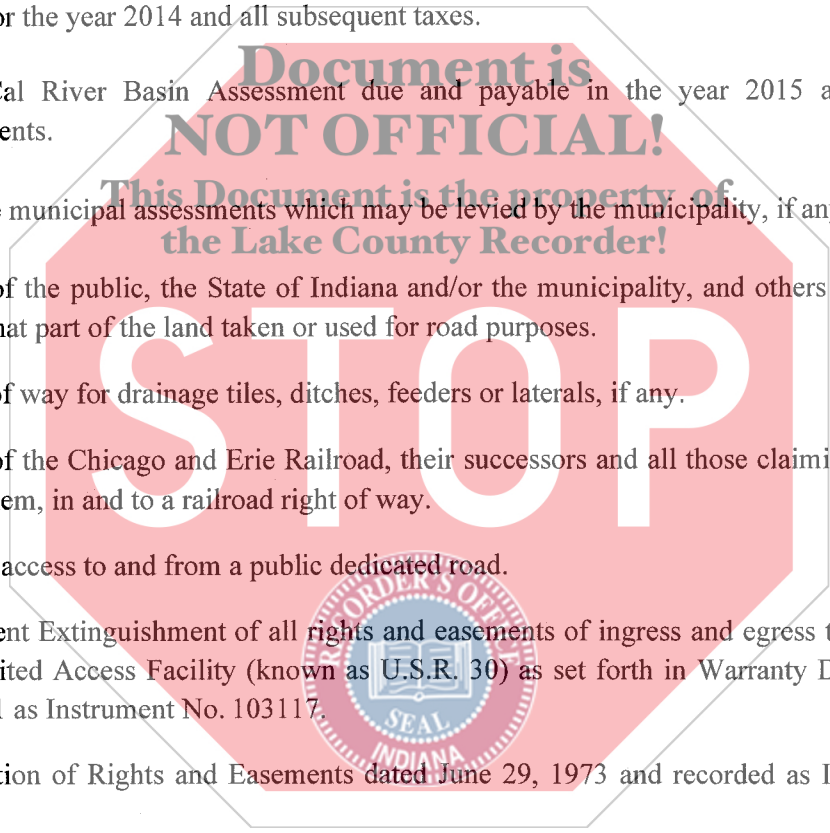 or the year 2014 and all subsequent taxes.
Document is
Cal River Basin Assessment due and payable in the year 2015 a
ents.
NOT OFFICIAL!
This Document is the property of
municipal assessments which may be levied by the municipality, if any
the Lake County Recorder!
of the public, the State of Indiana and/or the municipality, and others
hat part of the land taken or used for road purposes.
STOP
of way for drainage tiles, ditches, feeders or laterals, if any.
of the Chicago and Erie Railroad, their successors and all those claimi
em, in and to a railroad right of way.
access to and from a public dedicated road.
RECORDER'S OFFICE
ent Extinguishment of all rights and easements of ingress and egress t
ited Access Facility (known as U.S.R. 30) as set forth in Warranty D
as Instrument No. 103117.
SEAL
INDIANA
tion of Rights and Easements dated June 29, 1973 and recorded as I